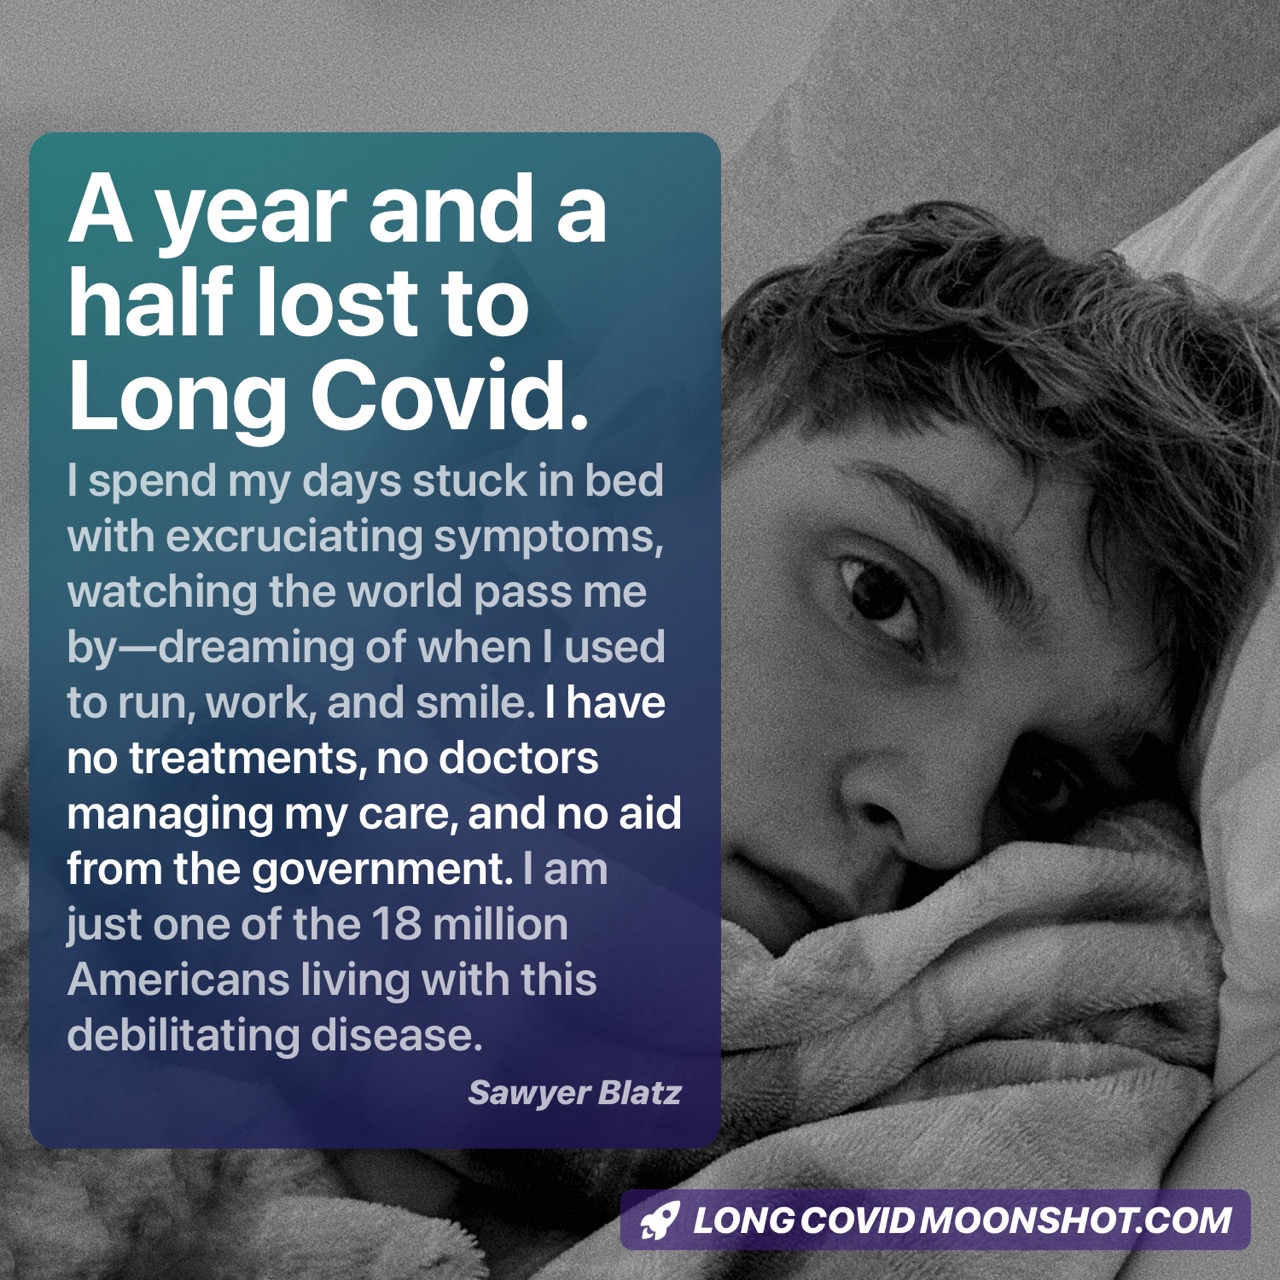 A year and a
half lost to
Long Covid.
I spend my days stuck in bed
with excruciating symptoms,
watching the world pass me
by—dreaming of when I used
to run, work, and smile. I have
no treatments, no doctors
managing my care, and no aid
from the government. I am
just one of the 18 million
Americans living with this
debilitating disease.
Sawyer Blatz
LONG COVID MOONSHOT.COM